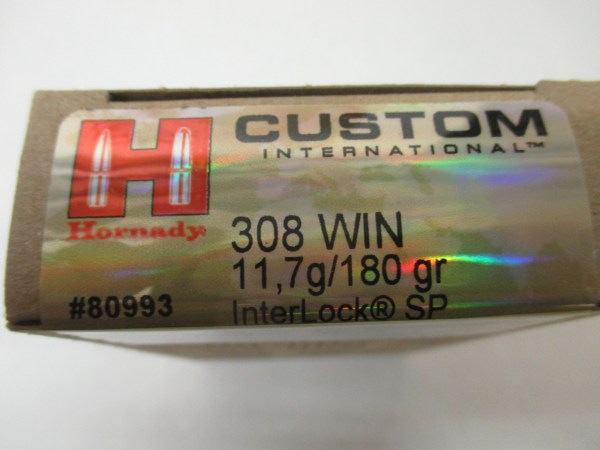 H
Hornady®
CUSTOM
INTERNATIONAL™
308 WIN
11,7g/180 gr
InterLock® SP
#80993